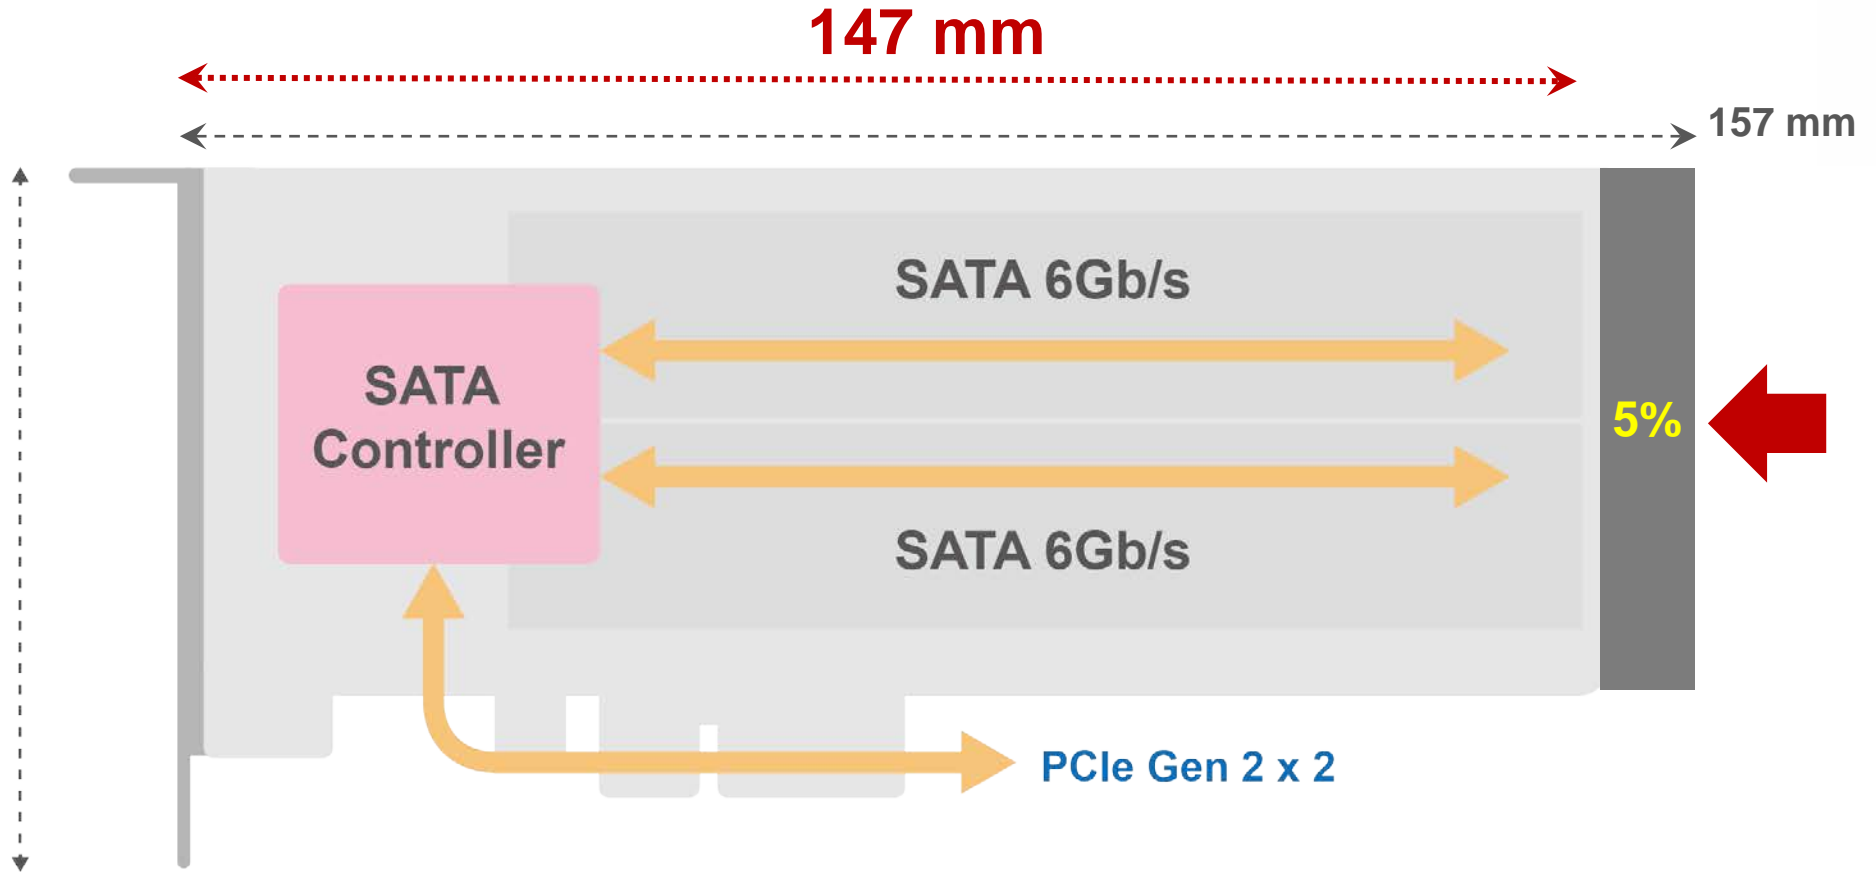 147 mm
157 mm
SATA 6Gb/s
SATA
Controller
5%
SATA 6Gb/s
PCIe Gen 2 x 2